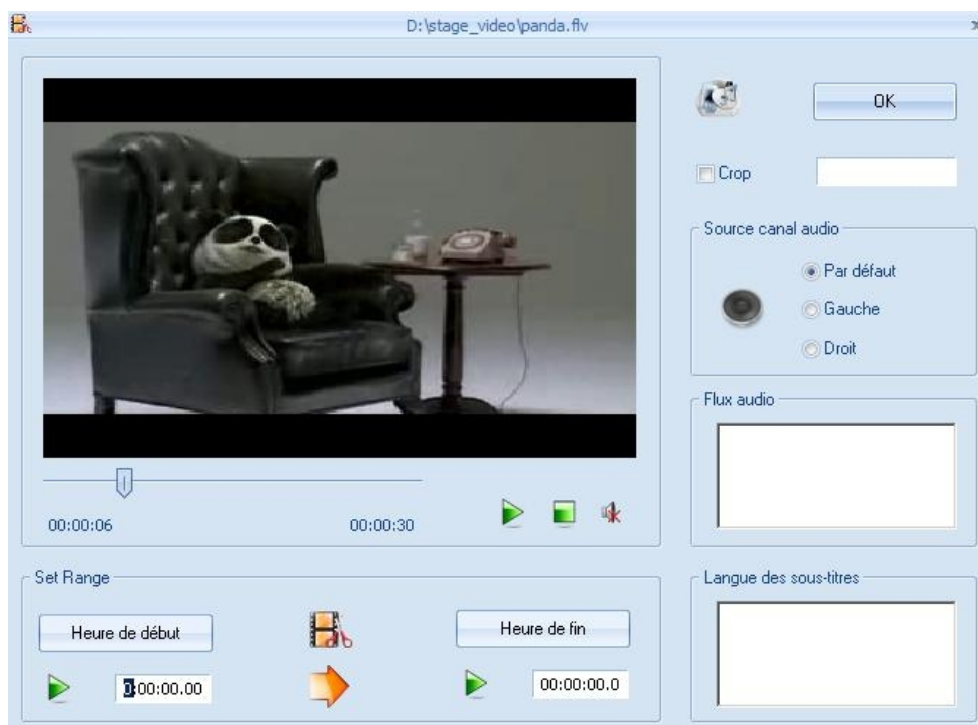 D:\stage_video\panda.flv
OK
Crop
Source canal audio
Par défaut
Gauche
Droit
Flux audio
00:00:06
00:00:30
Set Range
Heure de début
Heure de fin
0:00:00.00
00:00:00.0
Langue des sous-titres